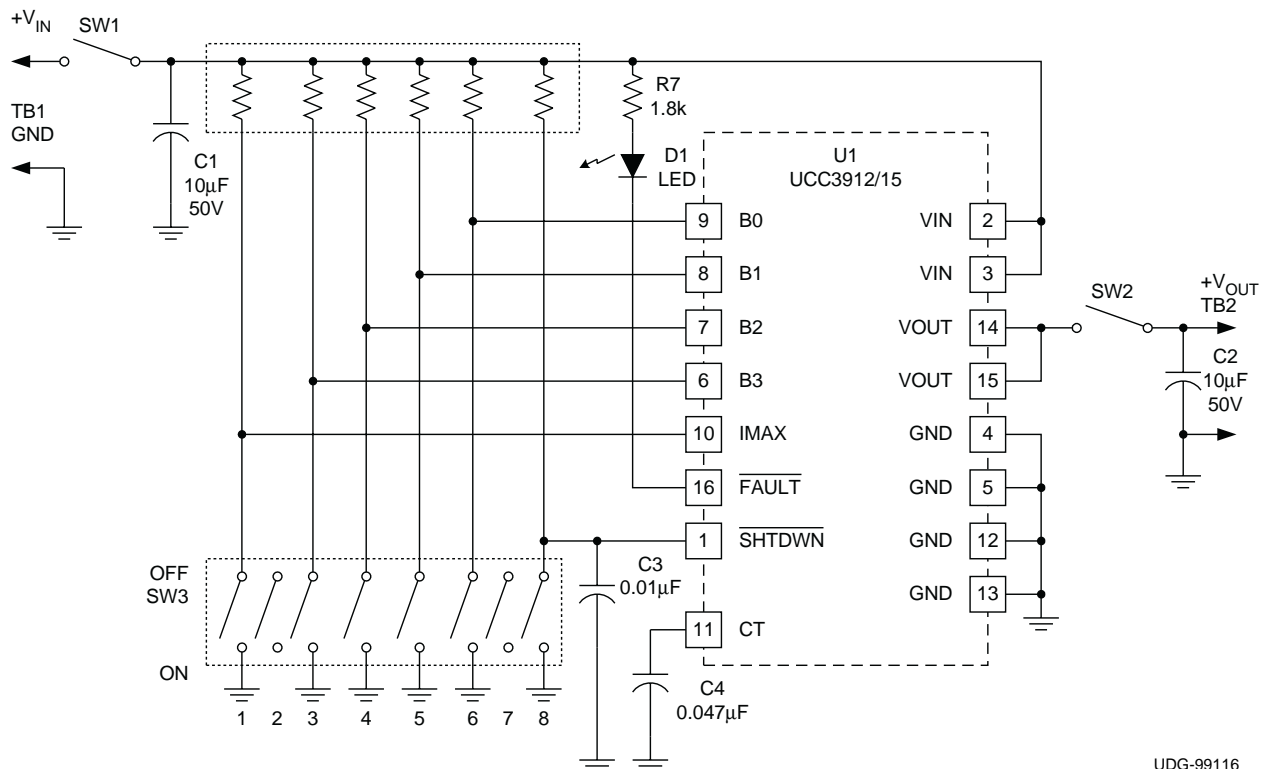 +VIN
SW1
TB1
GND
C1
10μF
50V
R7
1.8k
D1
LED
U1
UCC3912/15
9 B0
8 B1
7 B2
6 B3
10 IMAX
16 FAULT
1 SHTDWN
11 CT
VIN 2
VIN 3
VOUT 14
VOUT 15
GND 4
GND 5
GND 12
GND 13
SW2
+VOUT
TB2
C2
10μF
50V
OFF
SW3
ON
1 2 3 4 5 6 7 8
C3
0.01μF
C4
0.047μF
UDG-99116